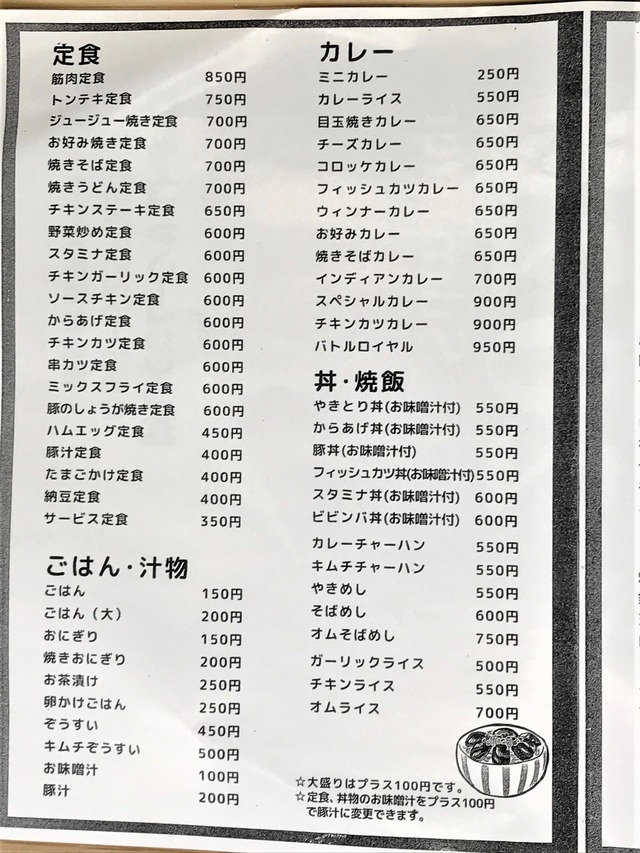 定食
筋肉定食 850円
トンテキ定食 750円
ジュージュー焼き定食 700円
お好み焼き定食 700円
焼きそば定食 700円
焼きうどん定食 700円
チキンステーキ定食 650円
野菜炒め定食 600円
スタミナ定食 600円
チキンガーリック定食 600円
ソースチキン定食 600円
からあげ定食 600円
チキンカツ定食 600円
串カツ定食 600円
ミックスフライ定食 600円
豚のしょうが焼き定食 600円
ハムエッグ定食 450円
豚汁定食 400円
たまごかけ定食 400円
納豆定食 400円
サービス定食 350円
ごはん・汁物
ごはん 150円
ごはん（大） 200円
おにぎり 150円
焼きおにぎり 200円
お茶漬け 250円
卵かけごはん 250円
ぞうすい 450円
キムチぞうすい 500円
お味噌汁 100円
豚汁 200円
カレー
ミニカレー 250円
カレーライス 550円
目玉焼きカレー 650円
チーズカレー 650円
コロッケカレー 650円
フィッシュカツカレー 650円
ウィンナーカレー 650円
お好みカレー 650円
焼きそばカレー 650円
インディアンカレー 700円
スペシャルカレー 900円
チキンカツカレー 900円
バトルロイヤル 950円
丼・焼飯
やきとり丼(お味噌汁付) 550円
からあげ丼(お味噌汁付) 550円
豚丼(お味噌汁付) 550円
フィッシュカツ丼(お味噌汁付) 550円
スタミナ丼(お味噌汁付) 600円
ビビンバ丼(お味噌汁付) 600円
カレーチャーハン 550円
キムチチャーハン 550円
やきめし 550円
そばめし 600円
オムそばめし 750円
ガーリックライス 500円
チキンライス 550円
オムライス 700円
☆大盛りはプラス100円です。
☆定食、丼物のお味噌汁をプラス100円
で豚汁に変更できます。